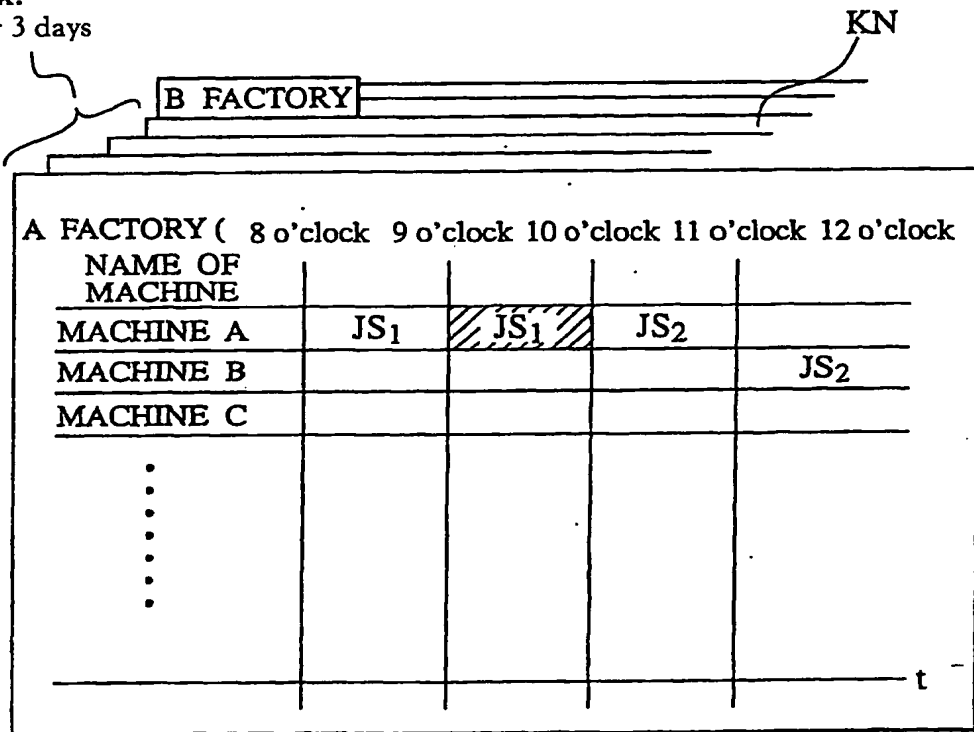 3 days
KN
B FACTORY
A FACTORY ( 8 o'clock 9 o'clock 10 o'clock 11 o'clock 12 o'clock
NAME OF
MACHINE
MACHINE A JS₁ JS₁ JS₂
MACHINE B JS₂
MACHINE C
t